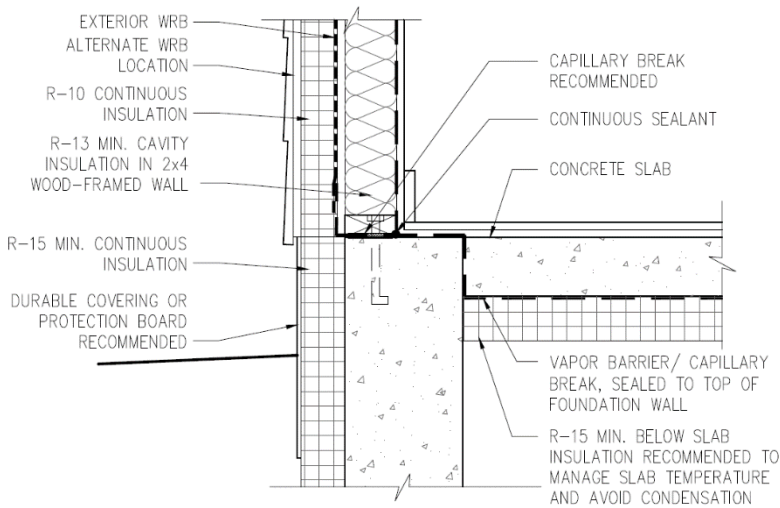 EXTERIOR WRB
ALTERNATE WRB
LOCATION
R-10 CONTINUOUS
INSULATION
R-13 MIN. CAVITY
INSULATION IN 2x4
WOOD-FRAMED WALL
R-15 MIN. CONTINUOUS
INSULATION
DURABLE COVERING OR
PROTECTION BOARD
RECOMMENDED
CAPILLARY BREAK
RECOMMENDED
CONTINUOUS SEALANT
CONCRETE SLAB
VAPOR BARRIER/ CAPILLARY
BREAK, SEALED TO TOP OF
FOUNDATION WALL
R-15 MIN. BELOW SLAB
INSULATION RECOMMENDED TO
MANAGE SLAB TEMPERATURE
AND AVOID CONDENSATION